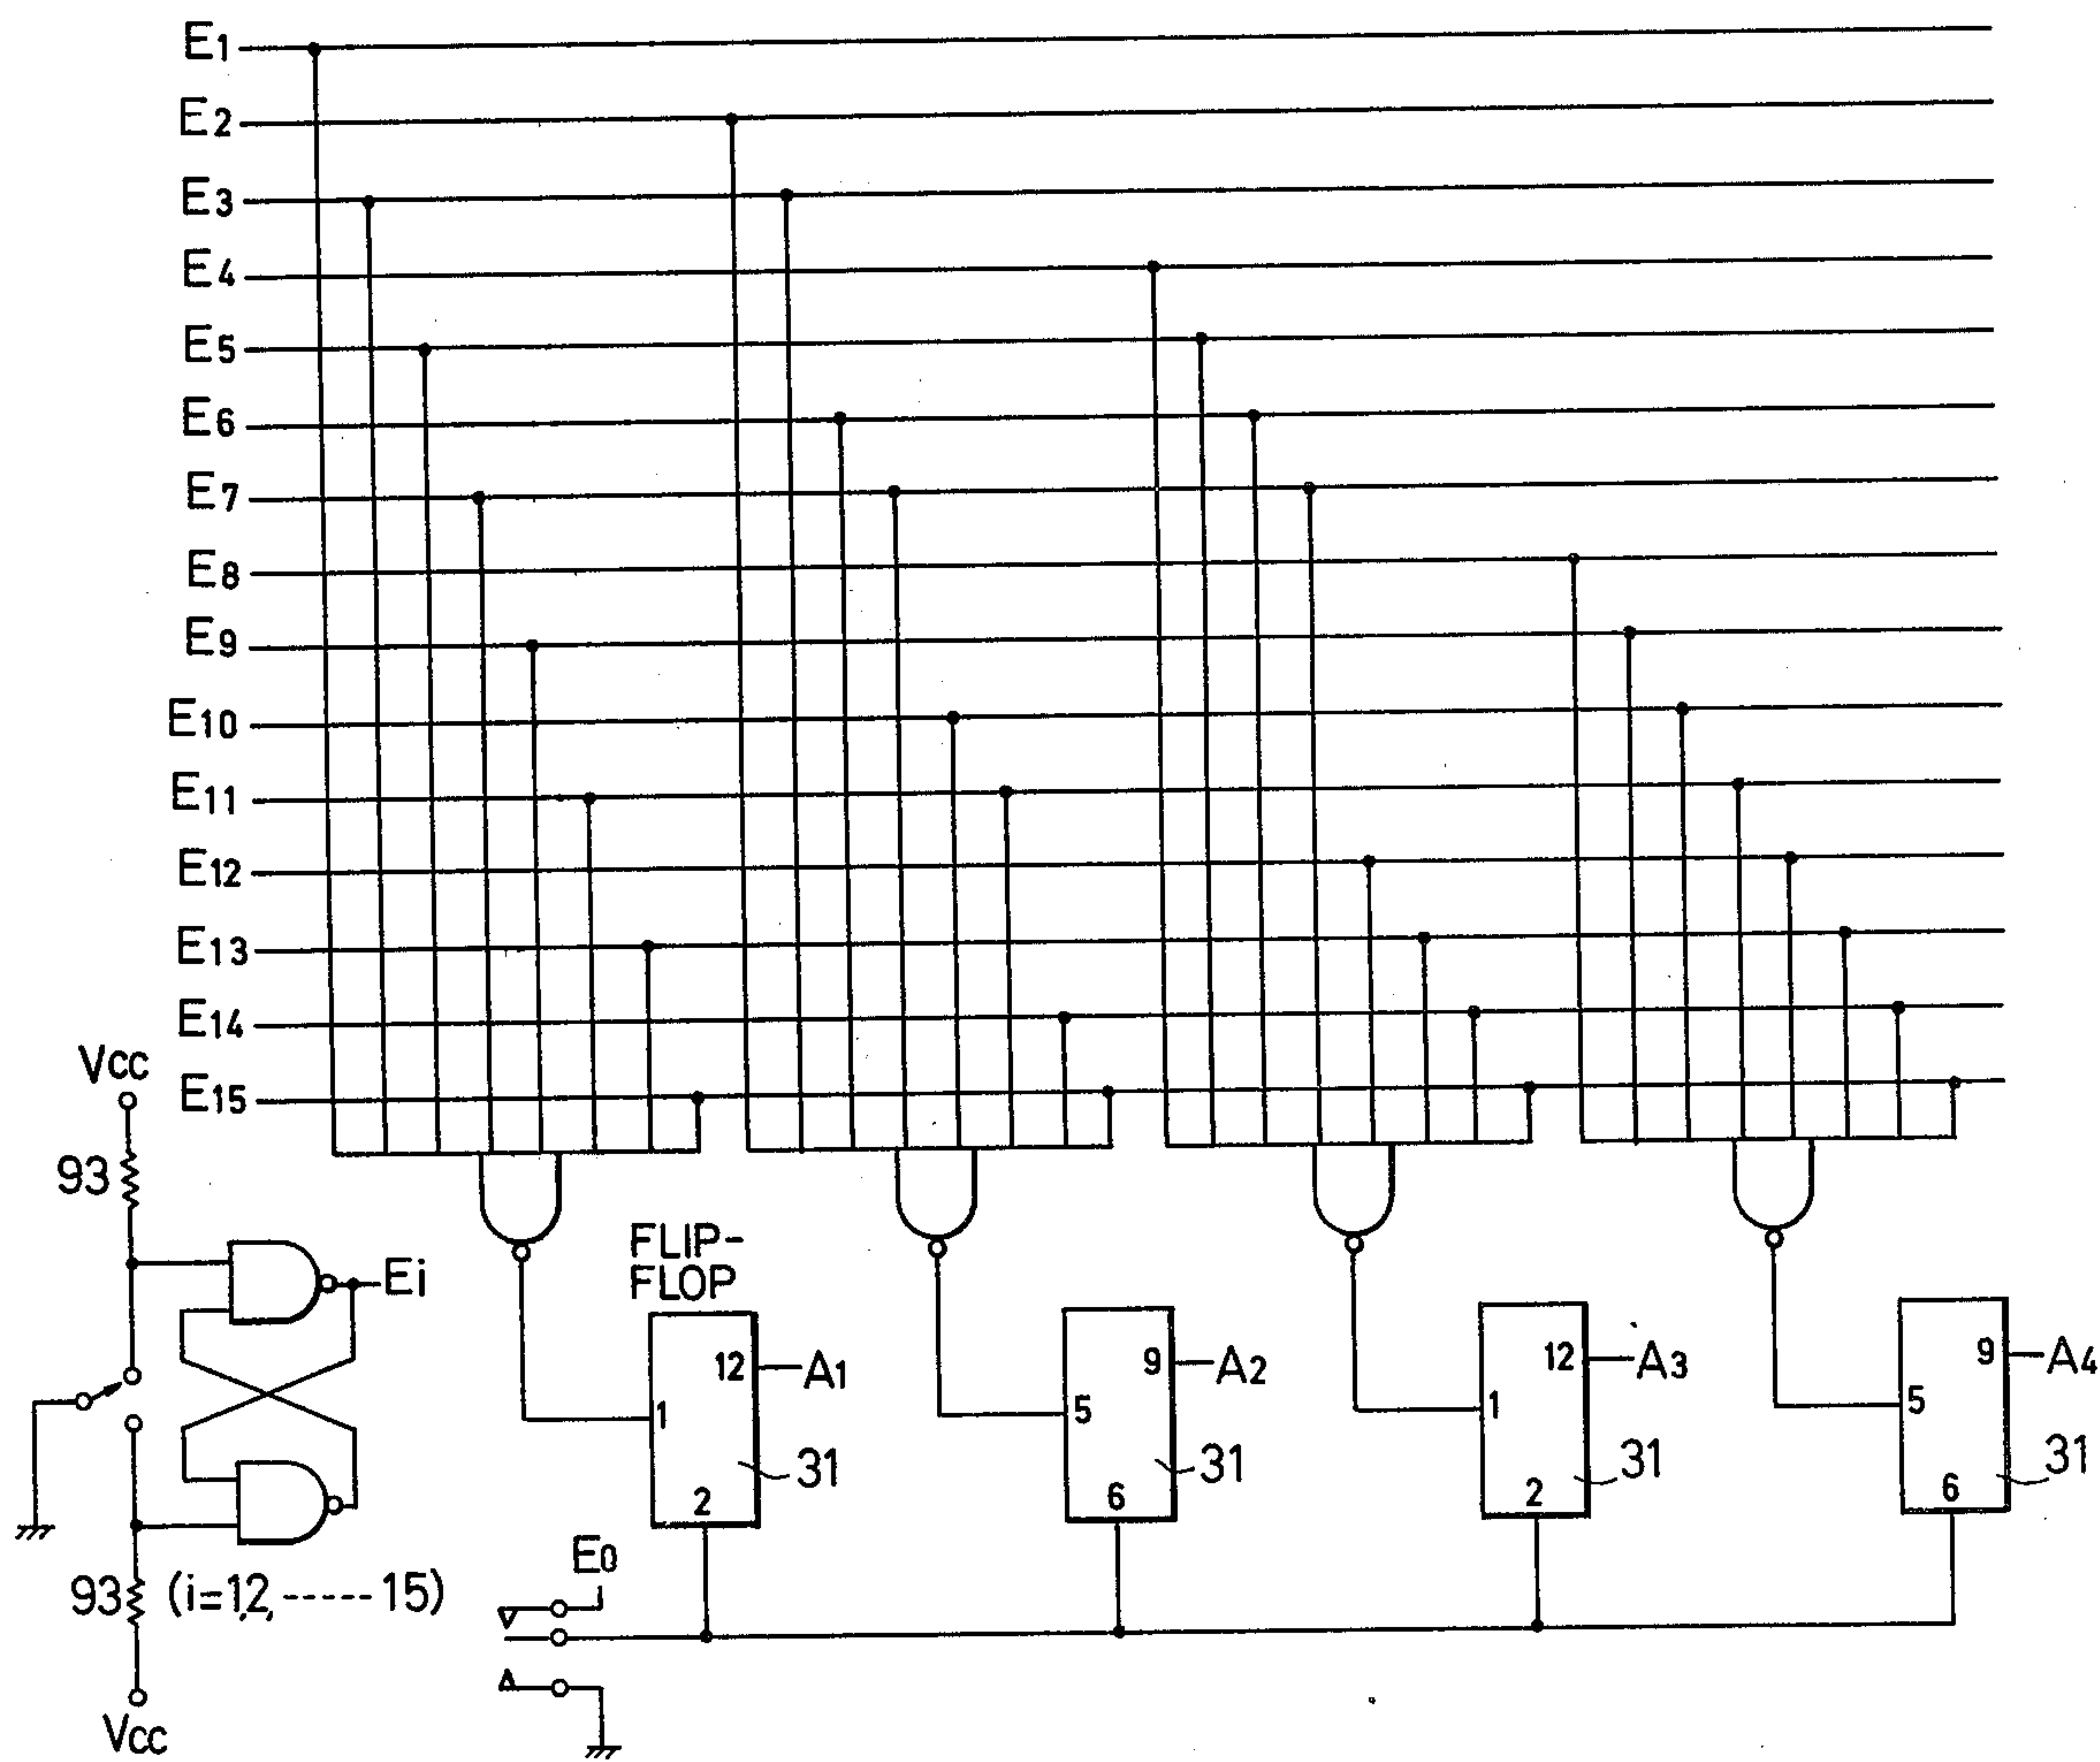 E1
E2
E3
E4
E5
E6
E7
E8
E9
E10
E11
E12
E13
E14
E15
Vcc
93
Ei
FLIP-
FLOP
12 A1
9 A2
12 A3
9 A4
1
5
1
5
31
31
31
31
2
6
2
6
E0
93 (i=1,2,-----15)
Vcc